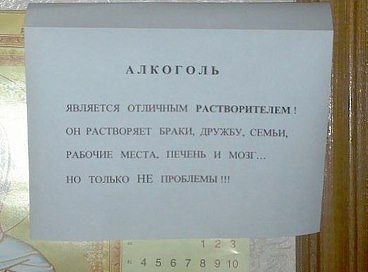 АЛКОГОЛЬ
ЯВЛЯЕТСЯ ОТЛИЧНЫМ РАСТВОРИТЕЛЕМ!
ОН РАСТВОРЯЕТ БРАКИ, ДРУЖБУ, СЕМЬИ,
РАБОЧИЕ МЕСТА, ПЕЧЕНЬ И МОЗГ...
НО ТОЛЬКО НЕ ПРОБЛЕМЫ!!!
1 2 3
4 5 6 7 8 9 10